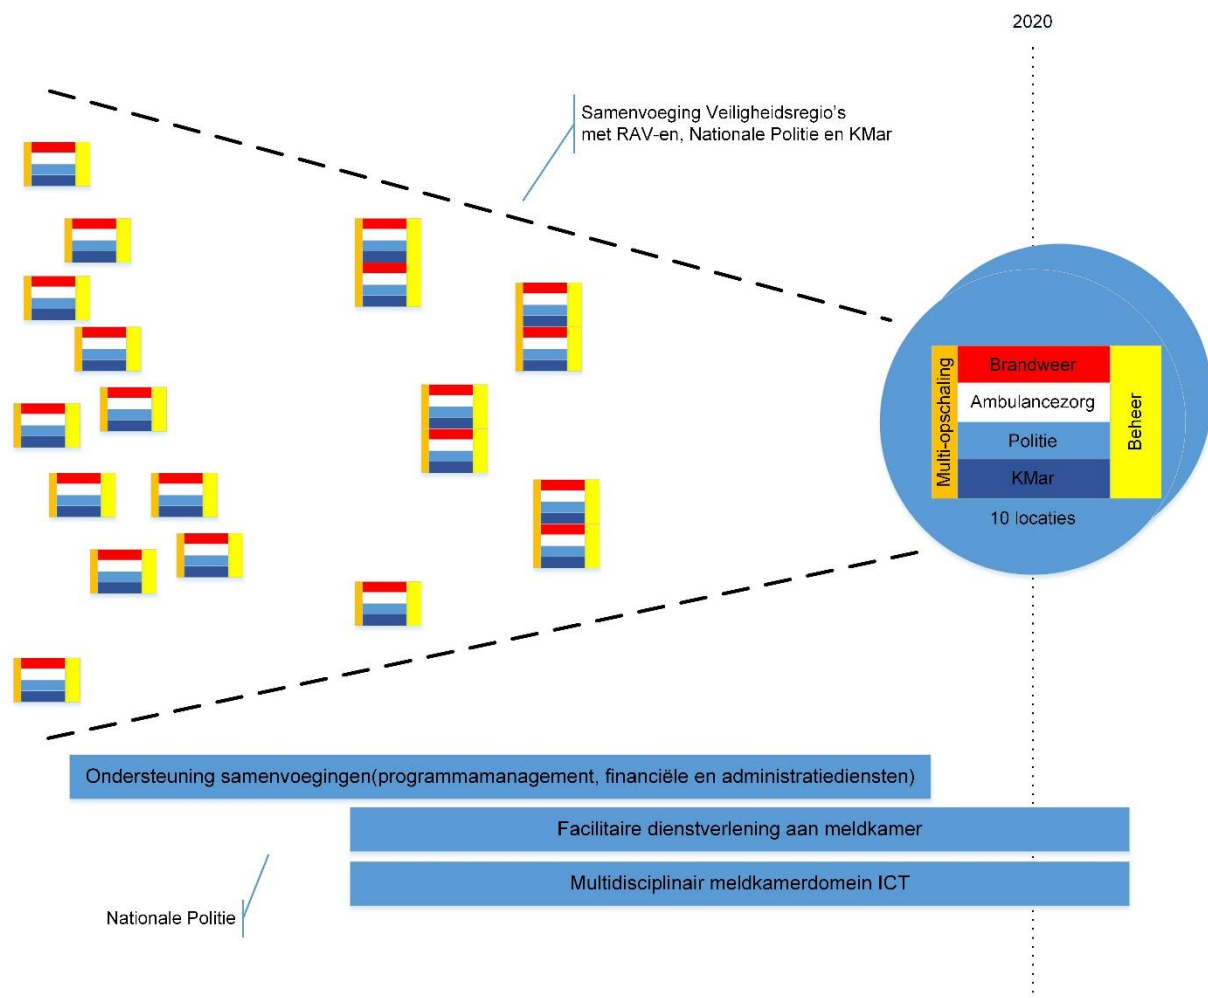 2020
Samenvoeging Veiligheidsregio's
met RAV-en, Nationale Politie en KMar
Multi-opschaling
Brandweer
Ambulancezorg
Politie
KMar
Beheer
10 locaties
Ondersteuning samenvoegingen(programmamanagement, financiële en administratiediensten)
Facilitaire dienstverlening aan meldkamer
Multidisciplinair meldkamerdomein ICT
Nationale Politie